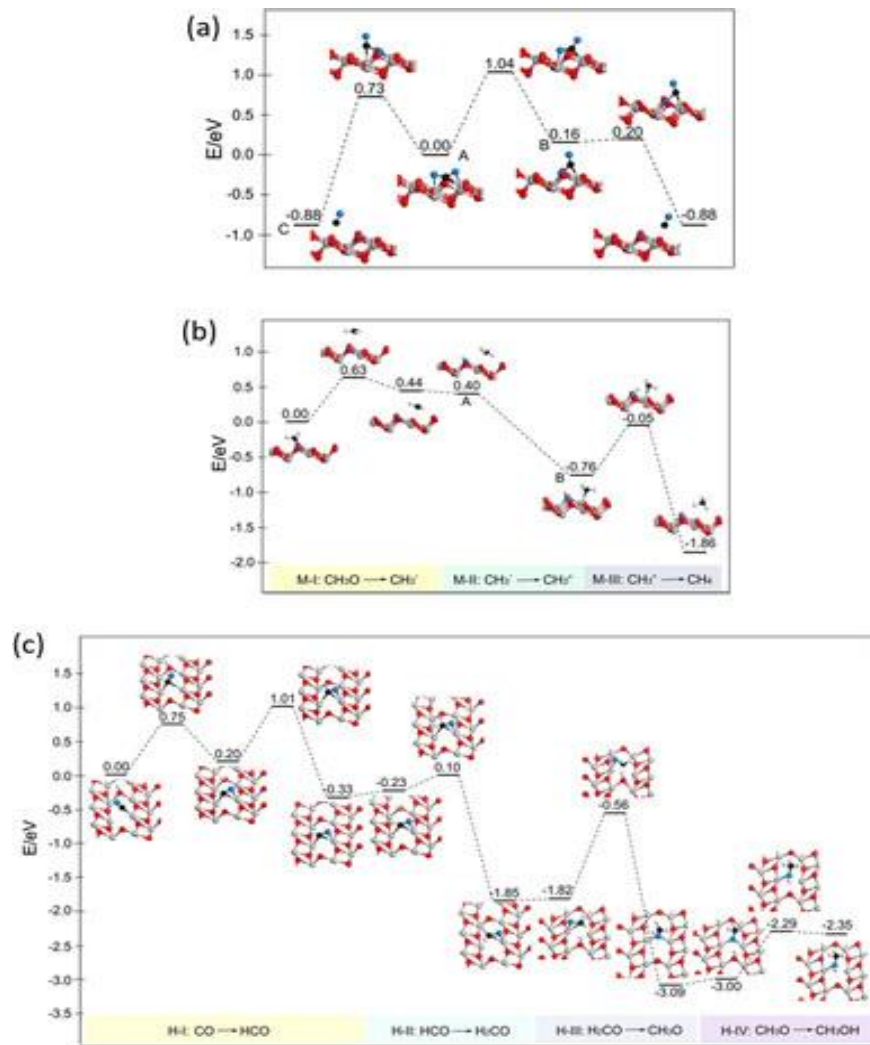 (a)
1.5
1.0
0.5
0.0
-0.5
-1.0
E/eV
0.73
0.00
A
1.04
0.16
B
0.20
-0.88
C
-0.88
(b)
1.0
0.5
0.0
-0.5
-1.0
-1.5
-2.0
E/eV
0.00
0.63
0.44
0.40
A
-0.76
B
-0.05
-1.86
M-I: CH₃O → CH₃'
M-II: CH₃' → CH₃*
M-III: CH₃* → CH₄
(c)
1.5
1.0
0.5
0.0
-0.5
-1.0
-1.5
-2.0
-2.5
-3.0
-3.5
E/eV
0.00
0.75
0.20
1.01
-0.33
-0.23
0.10
-1.85
-1.82
-0.56
-3.09
-3.00
-2.29
-2.35
H-I: CO → HCO
H-II: HCO → H₂CO
H-III: H₂CO → CH₃O
H-IV: CH₃O → CH₃OH